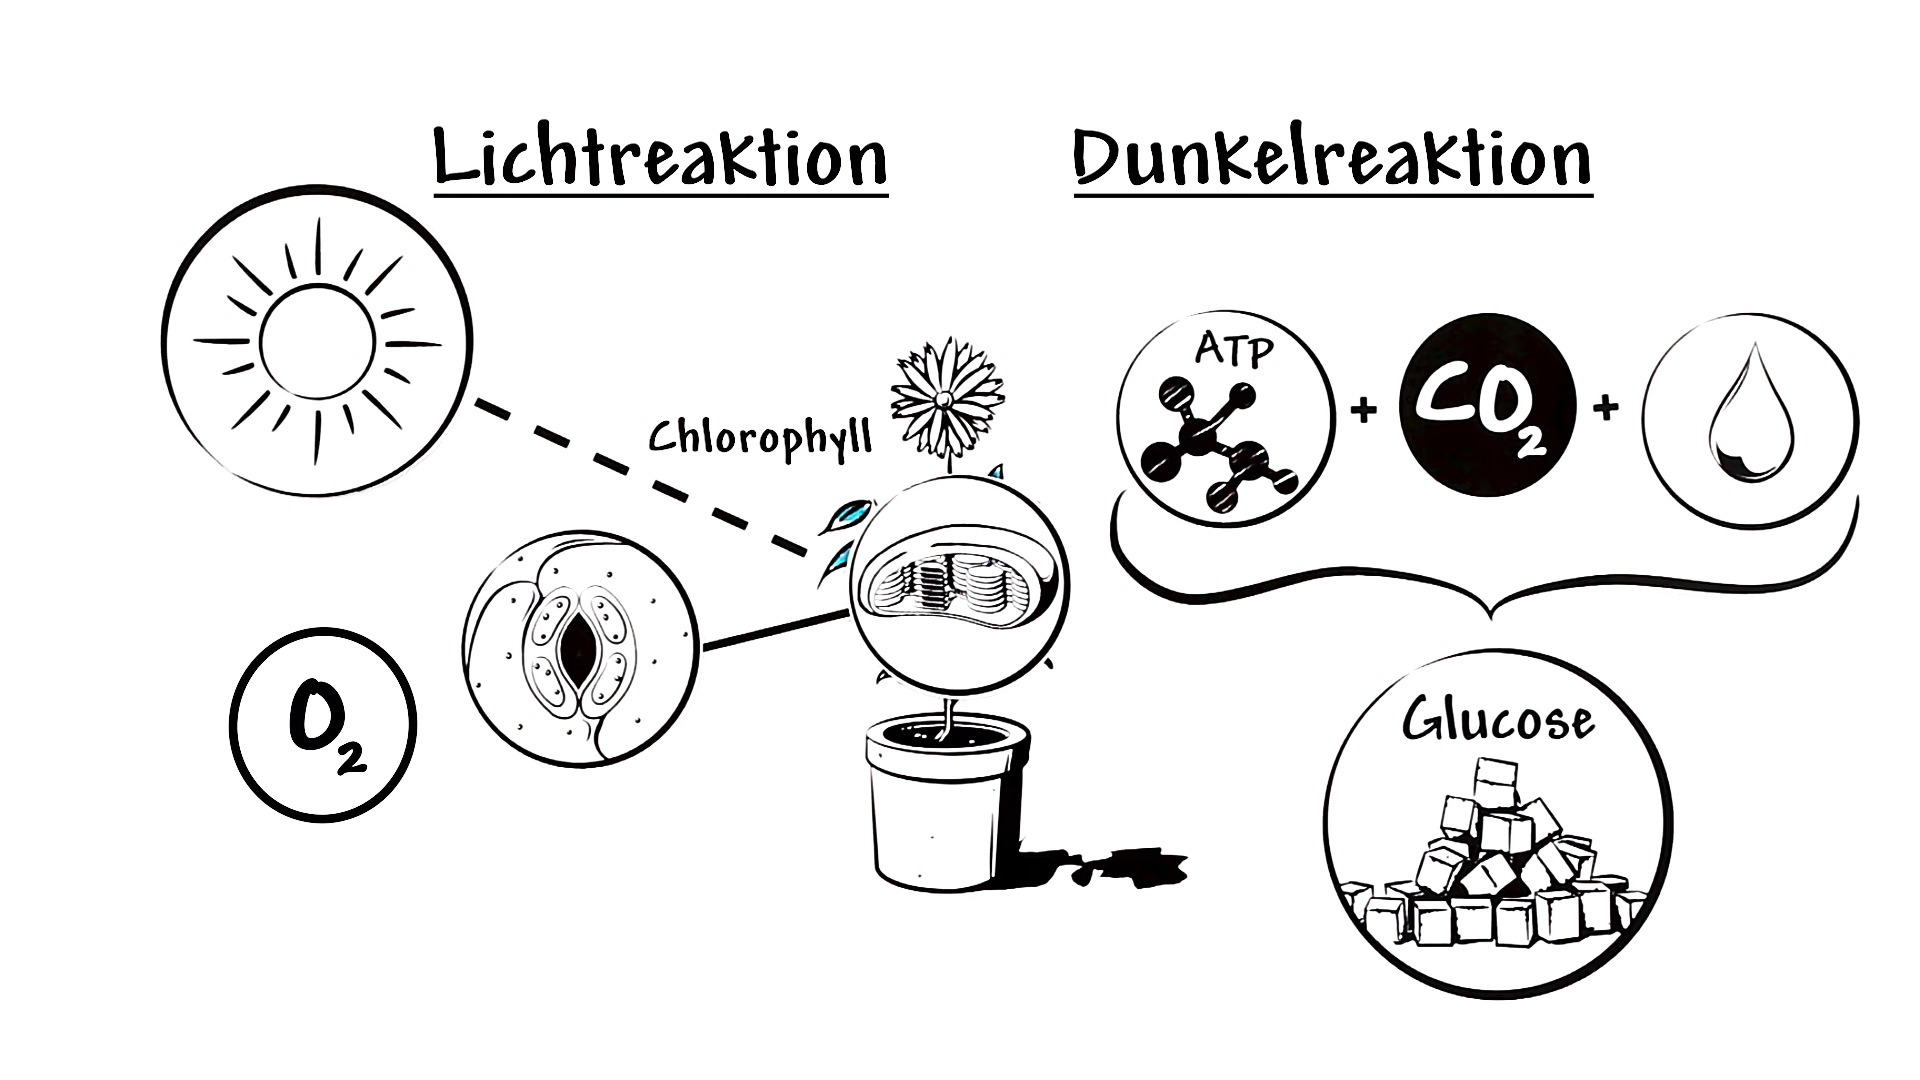 Lichtreaktion
Dunkelreaktion
Chlorophyll
O₂
ATP
+
CO₂
+
Glucose